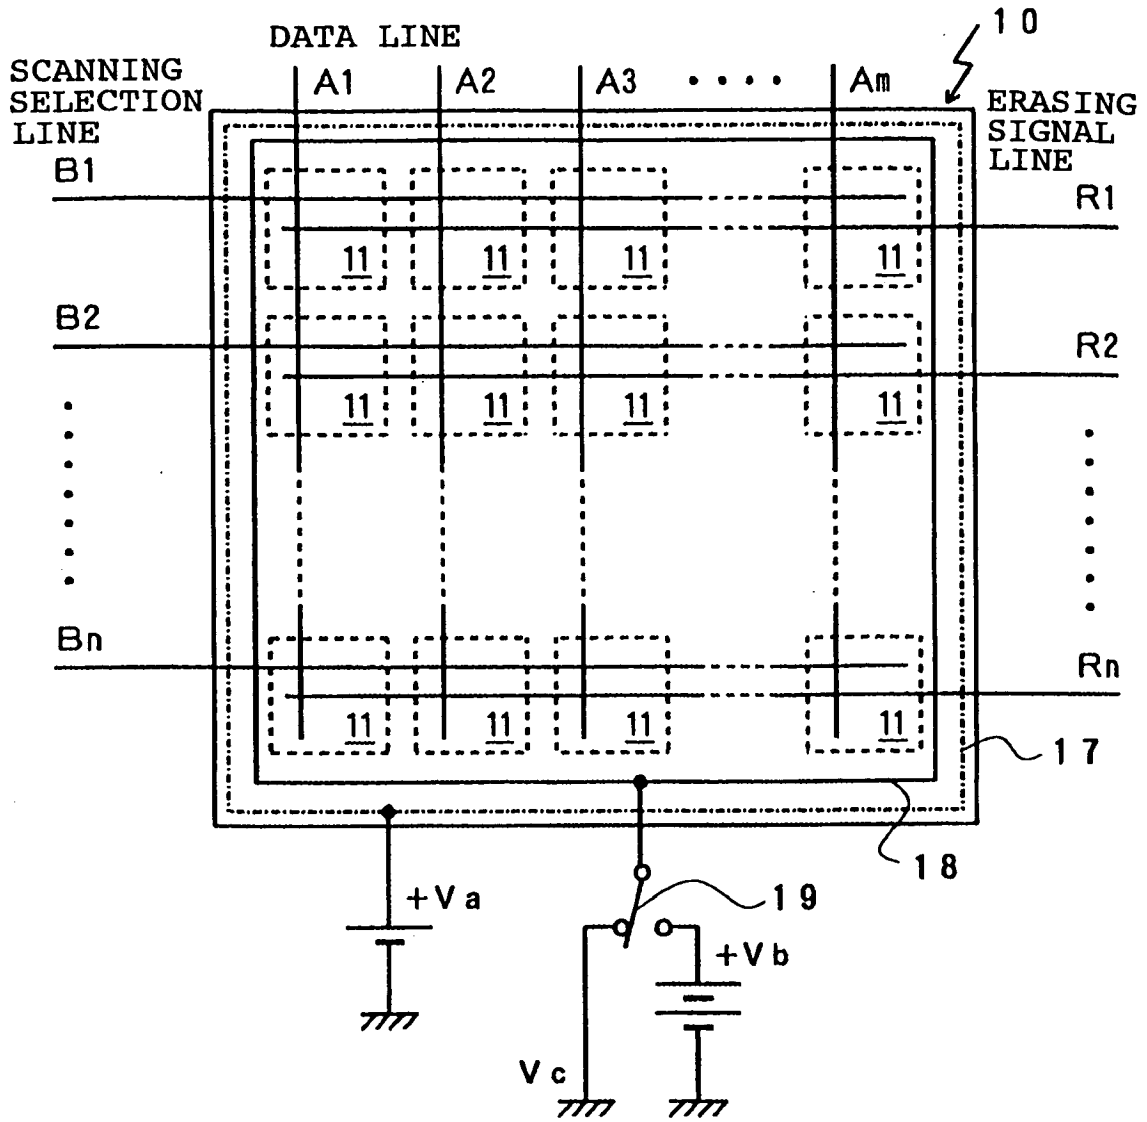 10
DATA LINE
SCANNING
SELECTION
LINE
A1 A2 A3 Am
ERASING
SIGNAL
LINE
B1
R1
11 11 11 11
B2
R2
11 11 11 11
Bn
Rn
11 11 11 11
17
18
+Va
19
+Vb
Vc